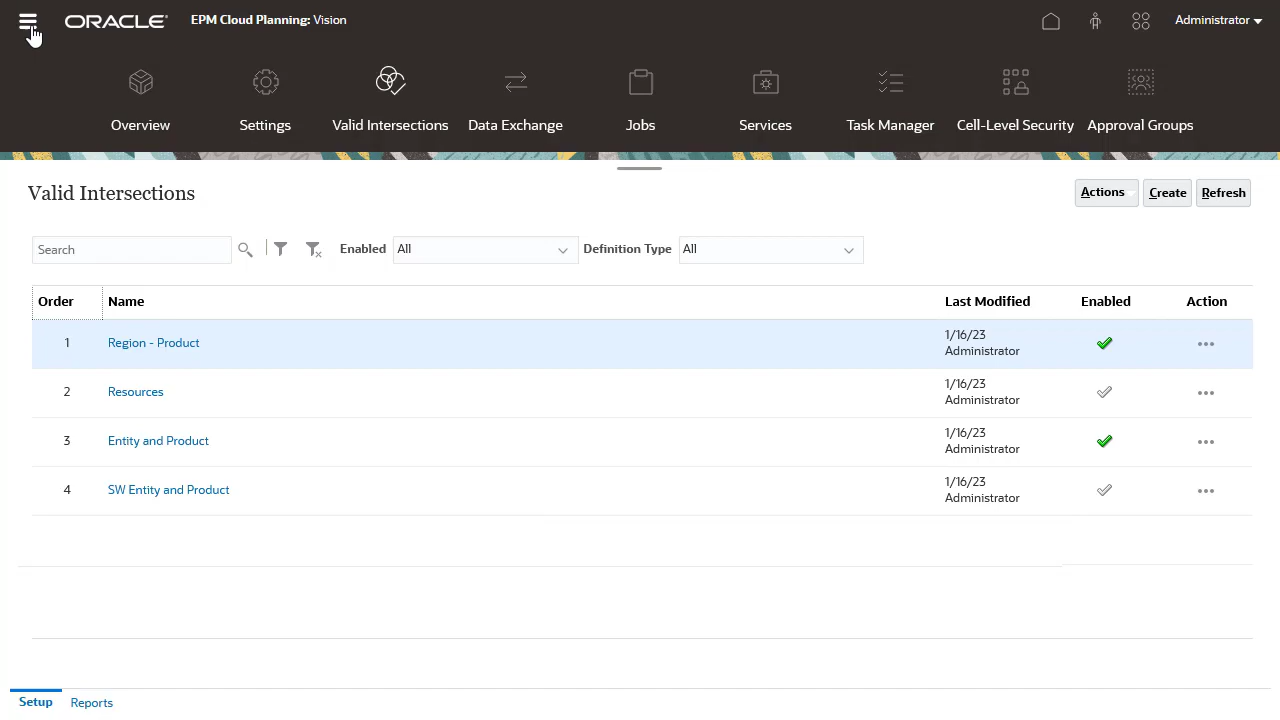 ORACLE
EPM Cloud Planning: Vision
Administrator
Overview
Settings
Valid Intersections
Data Exchange
Jobs
Services
Task Manager
Cell-Level Security
Approval Groups
Valid Intersections
Actions
Create
Refresh
Search
Enabled
All
Definition Type
All
Order
Name
Last Modified
Enabled
Action
1
Region - Product
1/16/23
Administrator
2
Resources
1/16/23
Administrator
3
Entity and Product
1/16/23
Administrator
4
SW Entity and Product
1/16/23
Administrator
Setup
Reports